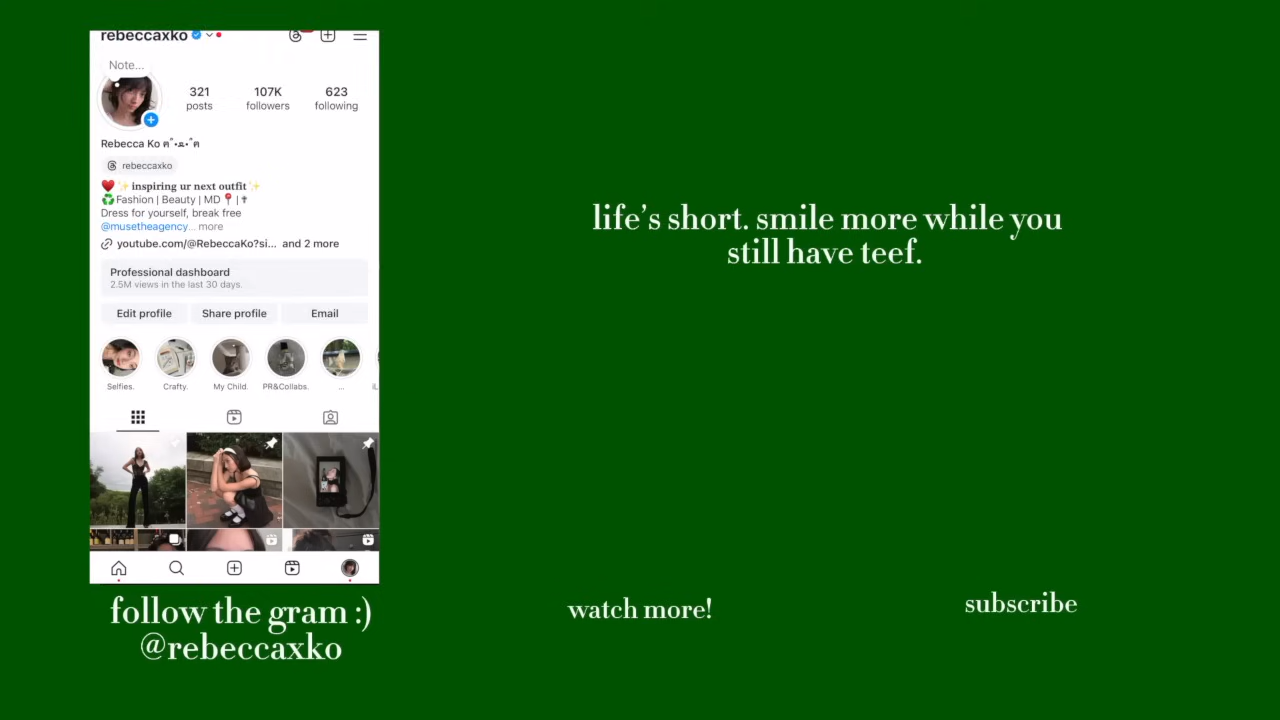 rebeccaxko
Note...
321
107K
623
posts
followers
following
Rebecca Ko ฅ^•ﻌ•^ฅ
rebeccaxko
❤️✨ inspiring ur next outfit ✨
♻️ Fashion | Beauty | MD📍|✝
Dress for yourself, break free
@musetheagency... more
youtube.com/@RebeccaKo?si... and 2 more
Professional dashboard
2.5M views in the last 30 days.
Edit profile
Share profile
Email
Selfies.
Crafty.
My Child.
PR&Collabs.
...
life's short. smile more while you
still have teef.
follow the gram :)
@rebeccaxko
watch more!
subscribe